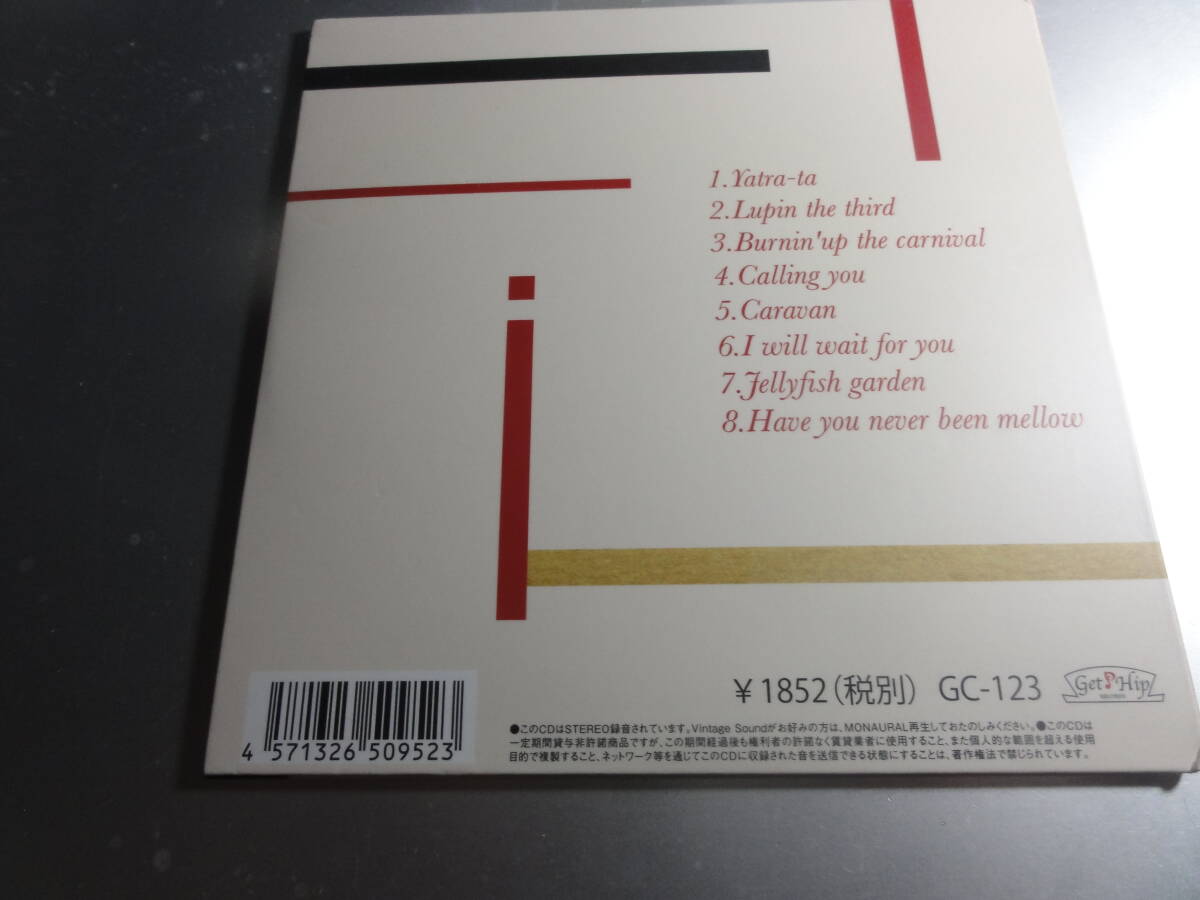 1.Yatra-ta
2.Lupin the third
3.Burnin'up the carnival
4.Calling you
5.Caravan
6.I will wait for you
7.Jellyfish garden
8.Have you never been mellow
¥1852(税別) GC-123
Get Hip
4 571326 509523
●このCDはSTEREO録音されています。Vintage Soundがお好みの方は、MONAURAL再生しておたのしみください。●このCDは
一定期間貸与非許諾商品ですが、この期間経過後も権利者の許諾なく賃貸業者に使用すること、また個人的な範囲を超える使用
目的で複製すること、ネットワーク等を通じてこのCDに収録された音を送信できる状態にすることは、著作権法で禁じられています。